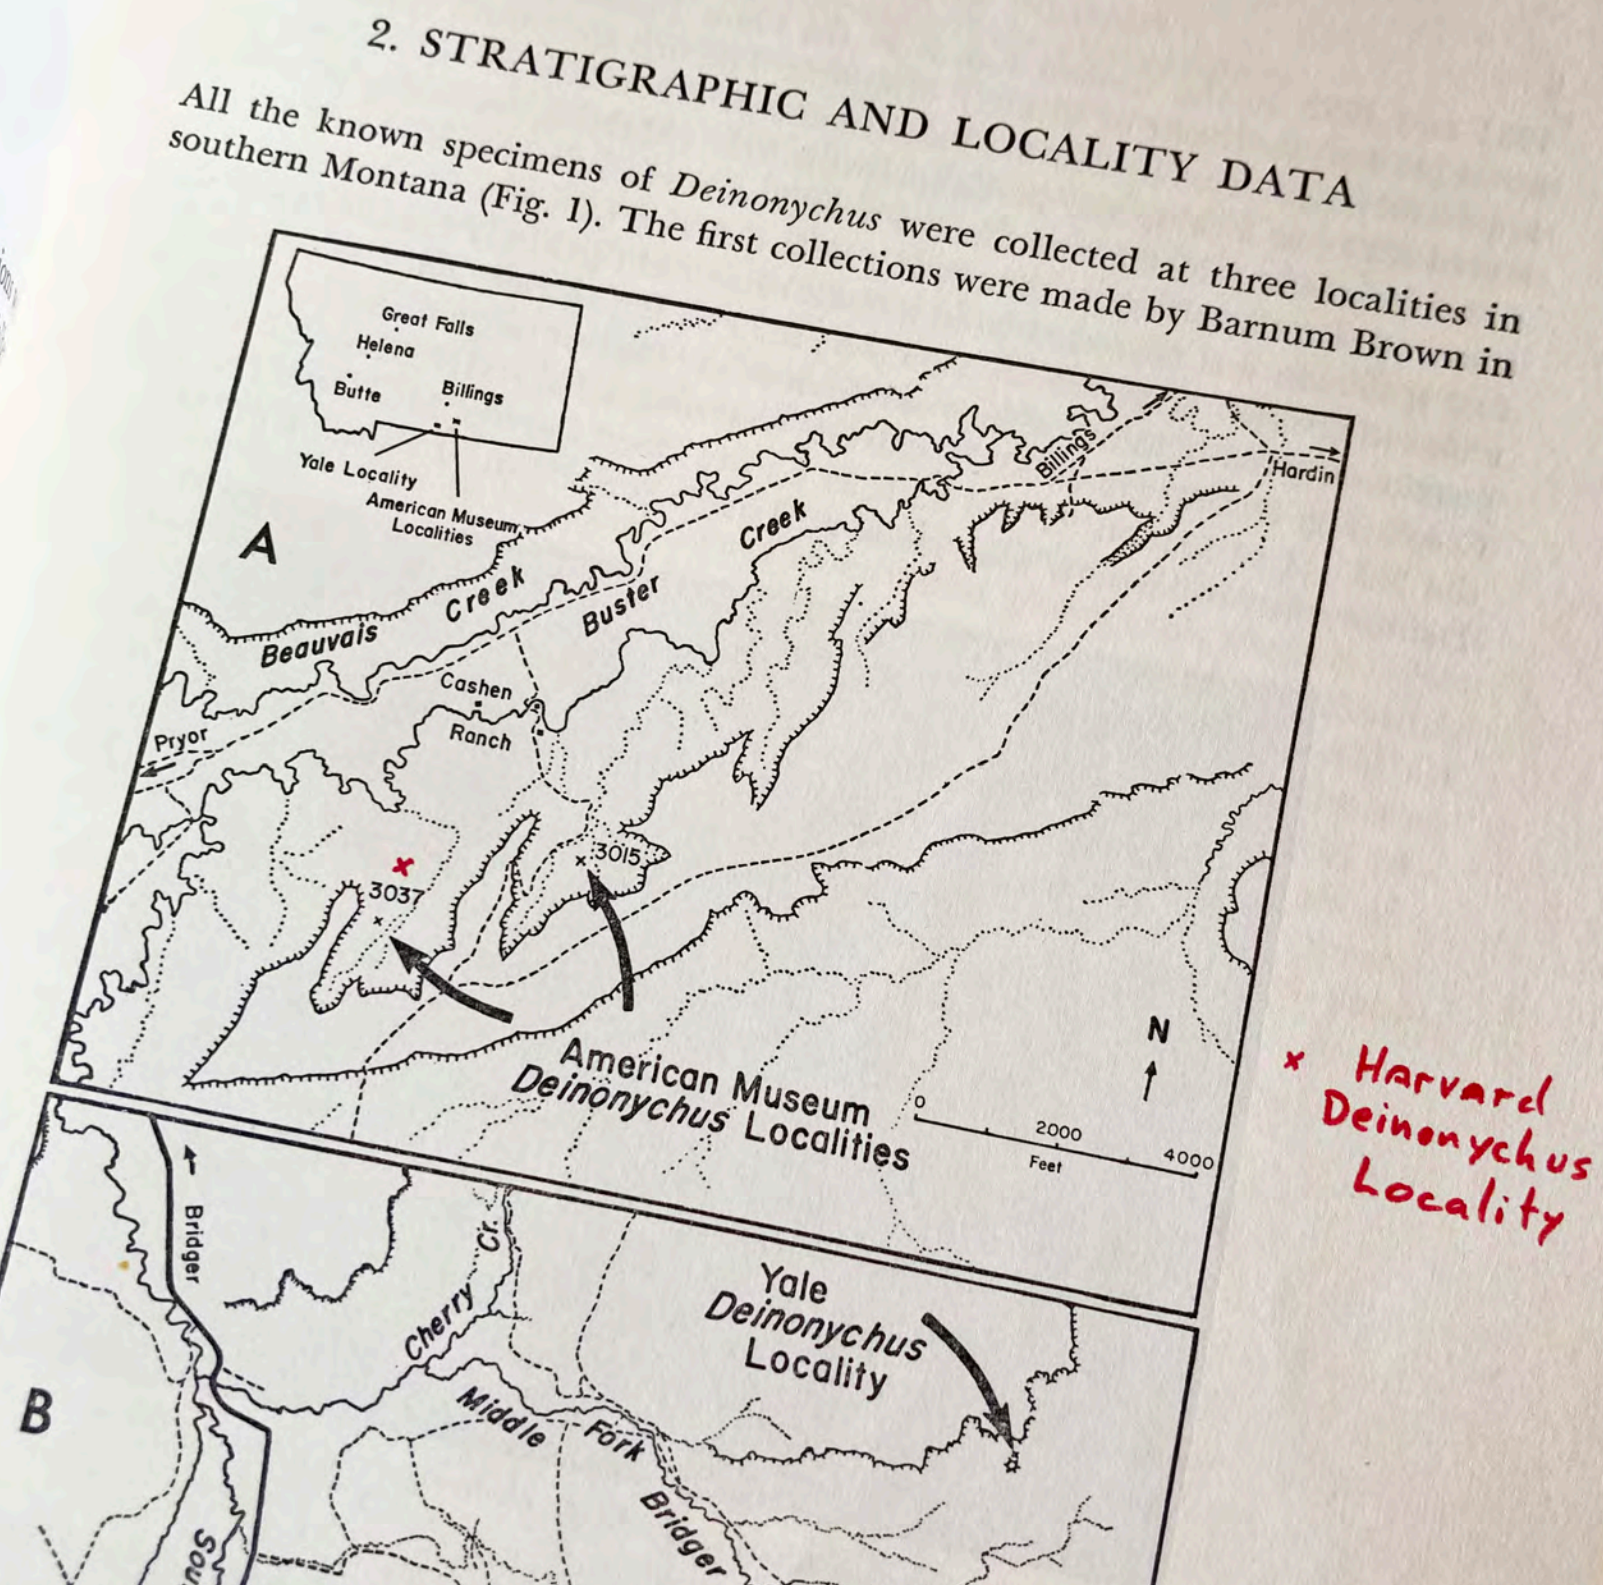 2. STRATIGRAPHIC AND LOCALITY DATA
All the known specimens of Deinonychus were collected at three localities in
southern Montana (Fig. 1). The first collections were made by Barnum Brown in
Great Falls
Helena
Butte
Billings
Yale Locality
American Museum
Localities
A
Billings
Hardin
Beauvais Creek
Buster Creek
Cashen
Ranch
Pryor
3015
3037
American Museum
Deinonychus Localities
N
0
2000
4000
Feet
x Harvard
Deinonychus
Locality
Bridger
Cherry Cr.
Yale
Deinonychus
Locality
B
Middle Fork
Bridger
Sou